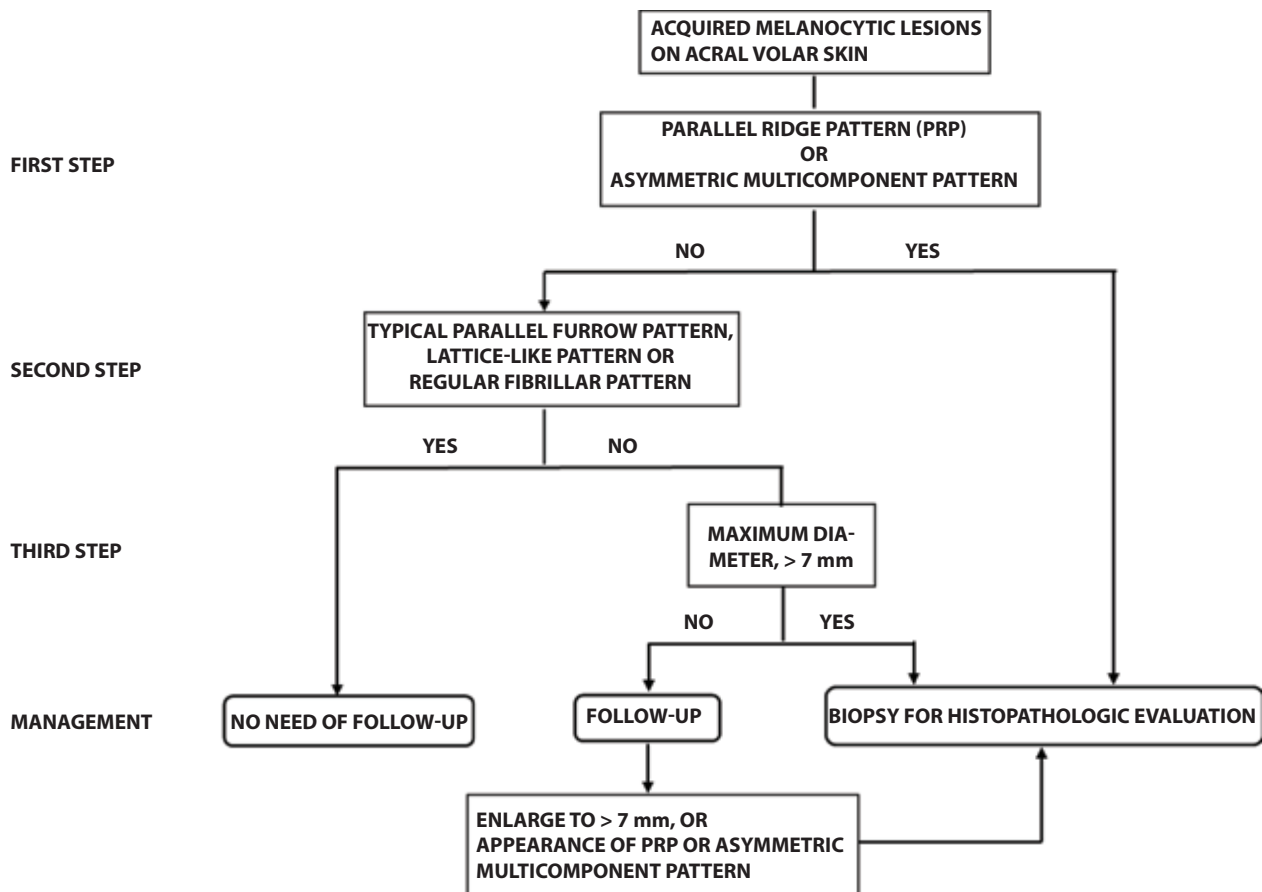 ACQUIRED MELANOCYTIC LESIONS
ON ACRAL VOLAR SKIN
FIRST STEP
PARALLEL RIDGE PATTERN (PRP)
OR
ASYMMETRIC MULTICOMPONENT PATTERN
NO
YES
SECOND STEP
TYPICAL PARALLEL FURROW PATTERN,
LATTICE-LIKE PATTERN OR
REGULAR FIBRILLAR PATTERN
YES
NO
THIRD STEP
MAXIMUM DIA-
METER, > 7 mm
NO
YES
MANAGEMENT
NO NEED OF FOLLOW-UP
FOLLOW-UP
BIOPSY FOR HISTOPATHOLOGIC EVALUATION
ENLARGE TO > 7 mm, OR
APPEARANCE OF PRP OR ASYMMETRIC
MULTICOMPONENT PATTERN